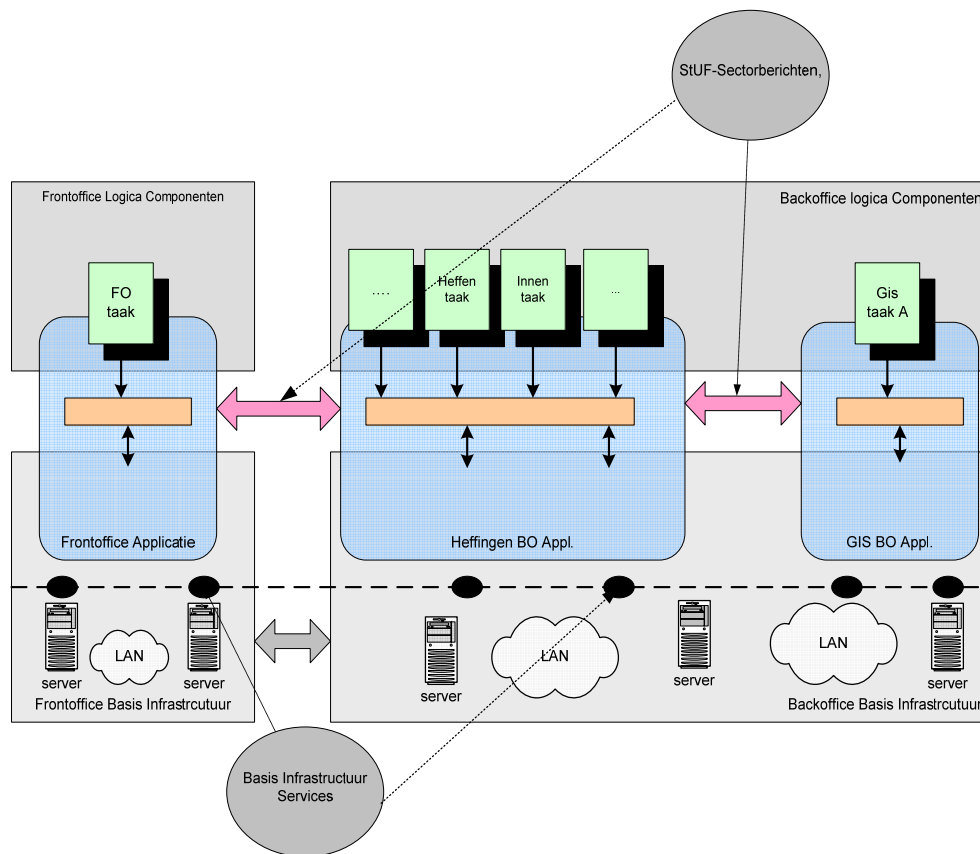 StUF-Sectorberichten,
Frontoffice Logica Componenten
Backoffice logica Componenten
FO
taak
....
Heffen
taak
Innen
taak
...
Gis
taak A
Frontoffice Applicatie
Heffingen BO Appl.
GIS BO Appl.
server
LAN
server
server
LAN
server
LAN
server
Frontoffice Basis Infrastrcutuur
Backoffice Basis Infrastrcutuur
Basis Infrastructuur
Services